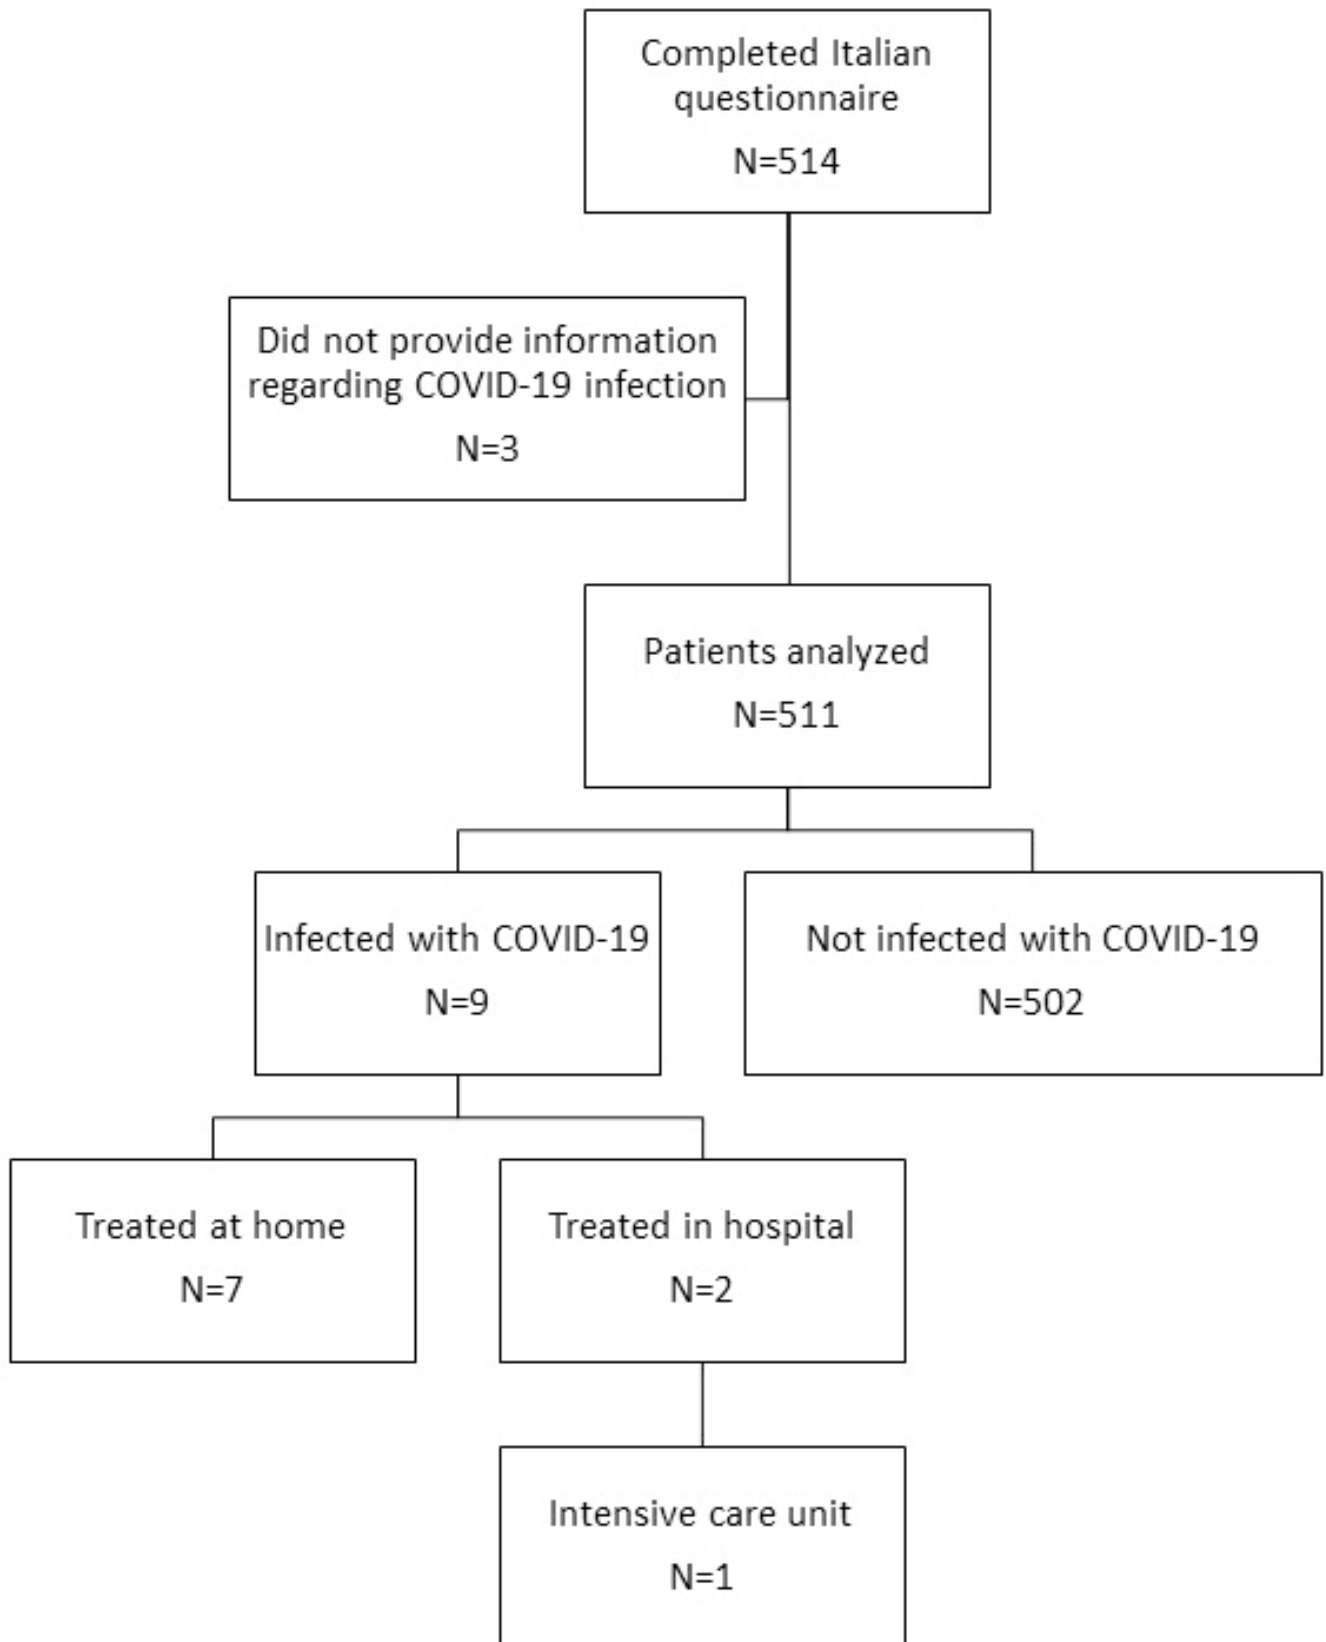 Completed Italian
questionnaire
N=514
Did not provide information
regarding COVID-19 infection
N=3
Patients analyzed
N=511
Infected with COVID-19
N=9
Not infected with COVID-19
N=502
Treated at home
N=7
Treated in hospital
N=2
Intensive care unit
N=1